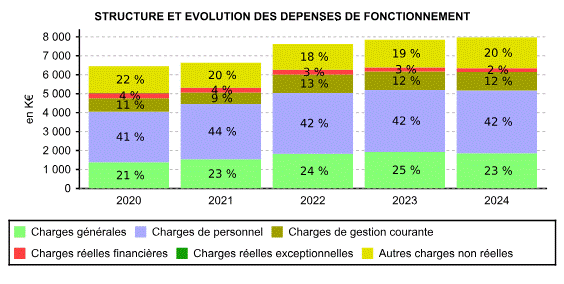 STRUCTURE ET EVOLUTION DES DEPENSES DE FONCTIONNEMENT
en K€
8 000
7 000
6 000
5 000
4 000
3 000
2 000
1 000
0
22 % 20 % 18 % 19 % 20 %
4 % 4 % 3 % 3 % 2 %
11 % 9 % 13 % 12 % 12 %
41 % 44 % 42 % 42 % 42 %
21 % 23 % 24 % 25 % 23 %
2020 2021 2022 2023 2024
Charges générales Charges de personnel Charges de gestion courante
Charges réelles financières Charges réelles exceptionnelles Autres charges non réelles